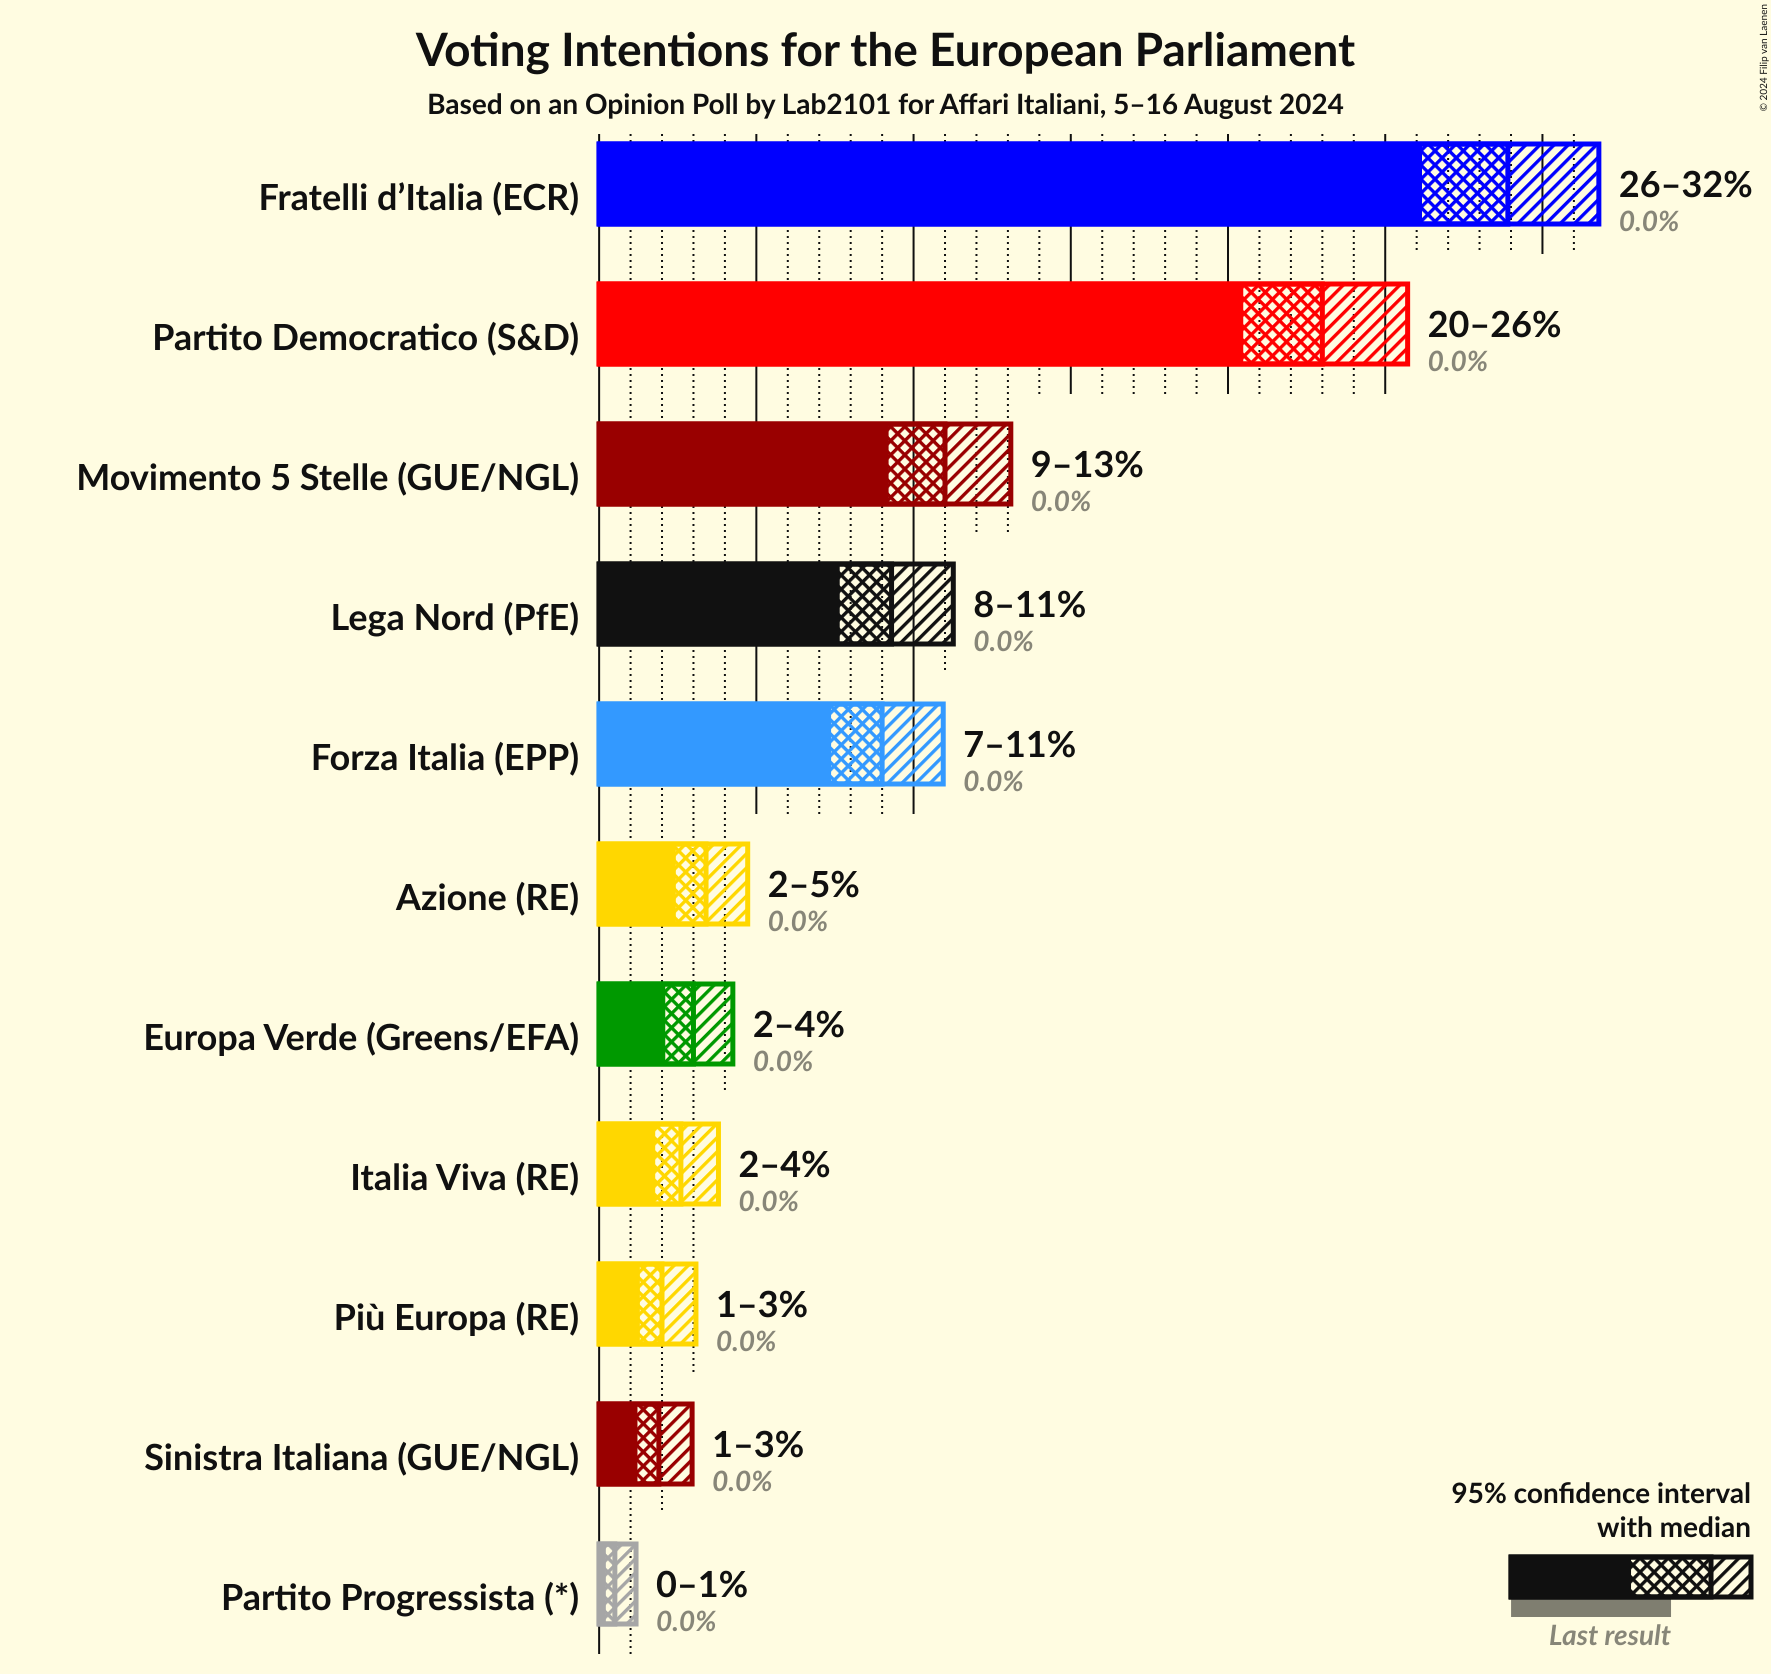 Voting Intentions for the European Parliament
Based on an Opinion Poll by Lab2101 for Affari Italiani, 5–16 August 2024
© 2024 Filip van Laenen
Fratelli d’Italia (ECR)
26–32%
0.0%
Partito Democratico (S&D)
20–26%
0.0%
Movimento 5 Stelle (GUE/NGL)
9–13%
0.0%
Lega Nord (PfE)
8–11%
0.0%
Forza Italia (EPP)
7–11%
0.0%
Azione (RE)
2–5%
0.0%
Europa Verde (Greens/EFA)
2–4%
0.0%
Italia Viva (RE)
2–4%
0.0%
Più Europa (RE)
1–3%
0.0%
Sinistra Italiana (GUE/NGL)
1–3%
0.0%
Partito Progressista (*)
0–1%
0.0%
95% confidence interval
with median
Last result